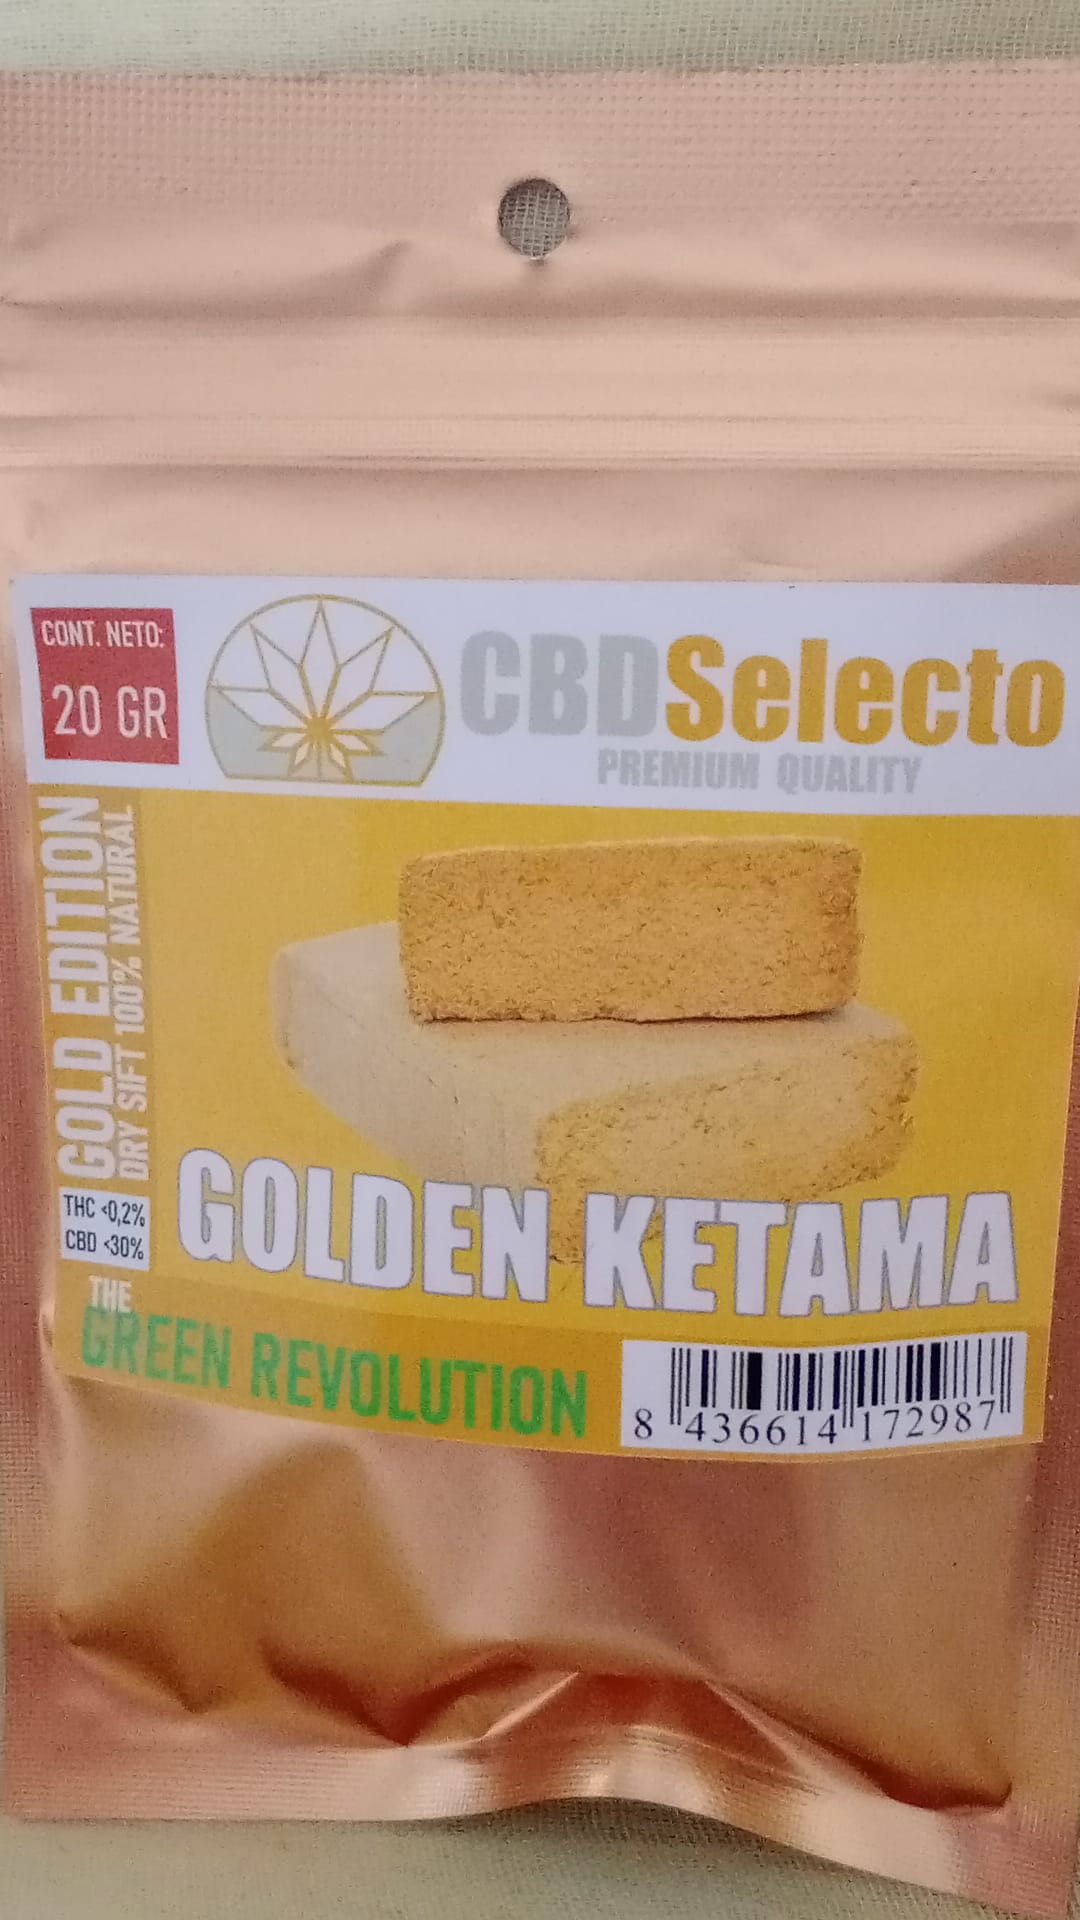 CONT. NETO:
20 GR
CBDSelecto
PREMIUM QUALITY
GOLD EDITION
DRY SIFT 100% NATURAL
THC <0,2%
CBD <30%
GOLDEN KETAMA
THE
GREEN REVOLUTION
8 436614 172987